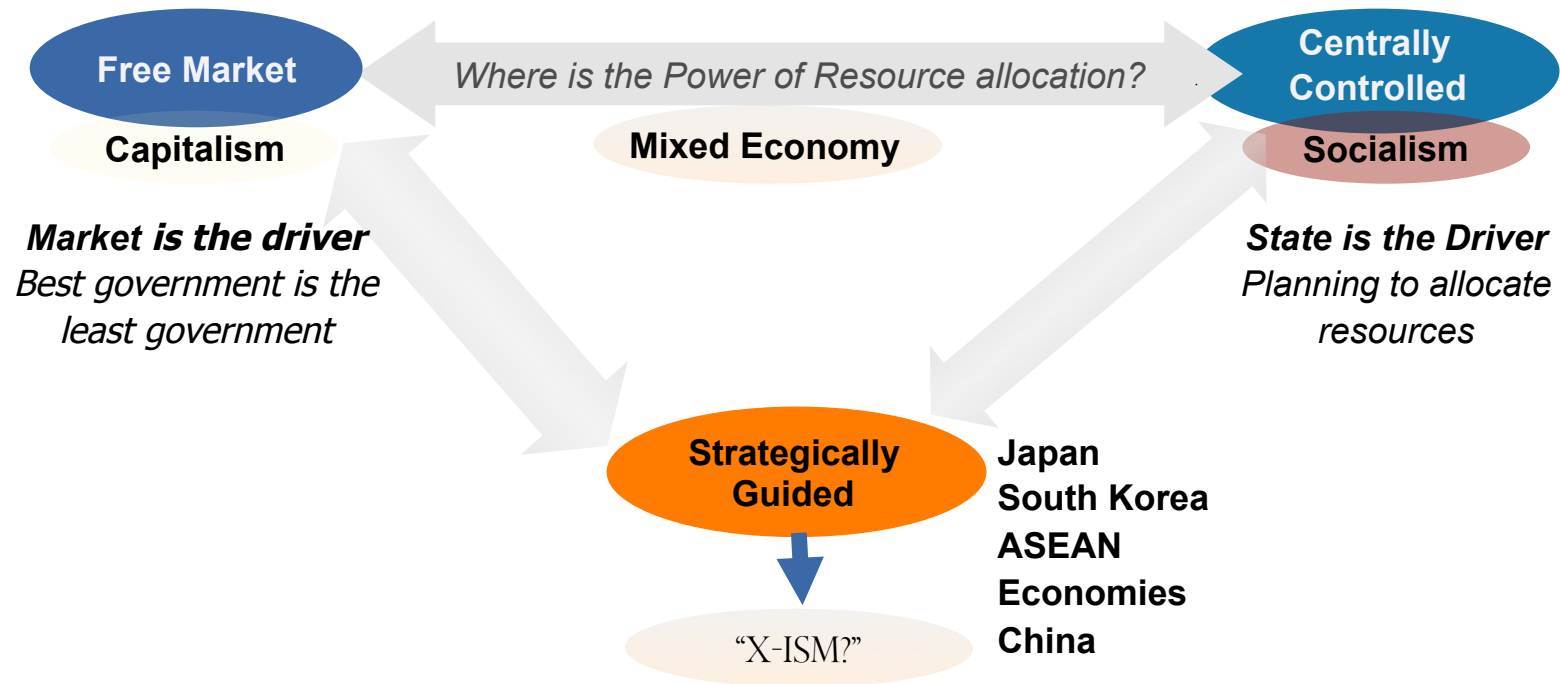 Free Market
Where is the Power of Resource allocation?
.
Centrally
Controlled
Capitalism
Mixed Economy
Socialism
Market is the driver
Best government is the
least government
State is the Driver
Planning to allocate
resources
Strategically
Guided
Japan
South Korea
ASEAN
Economies
China
“X-ISM?”